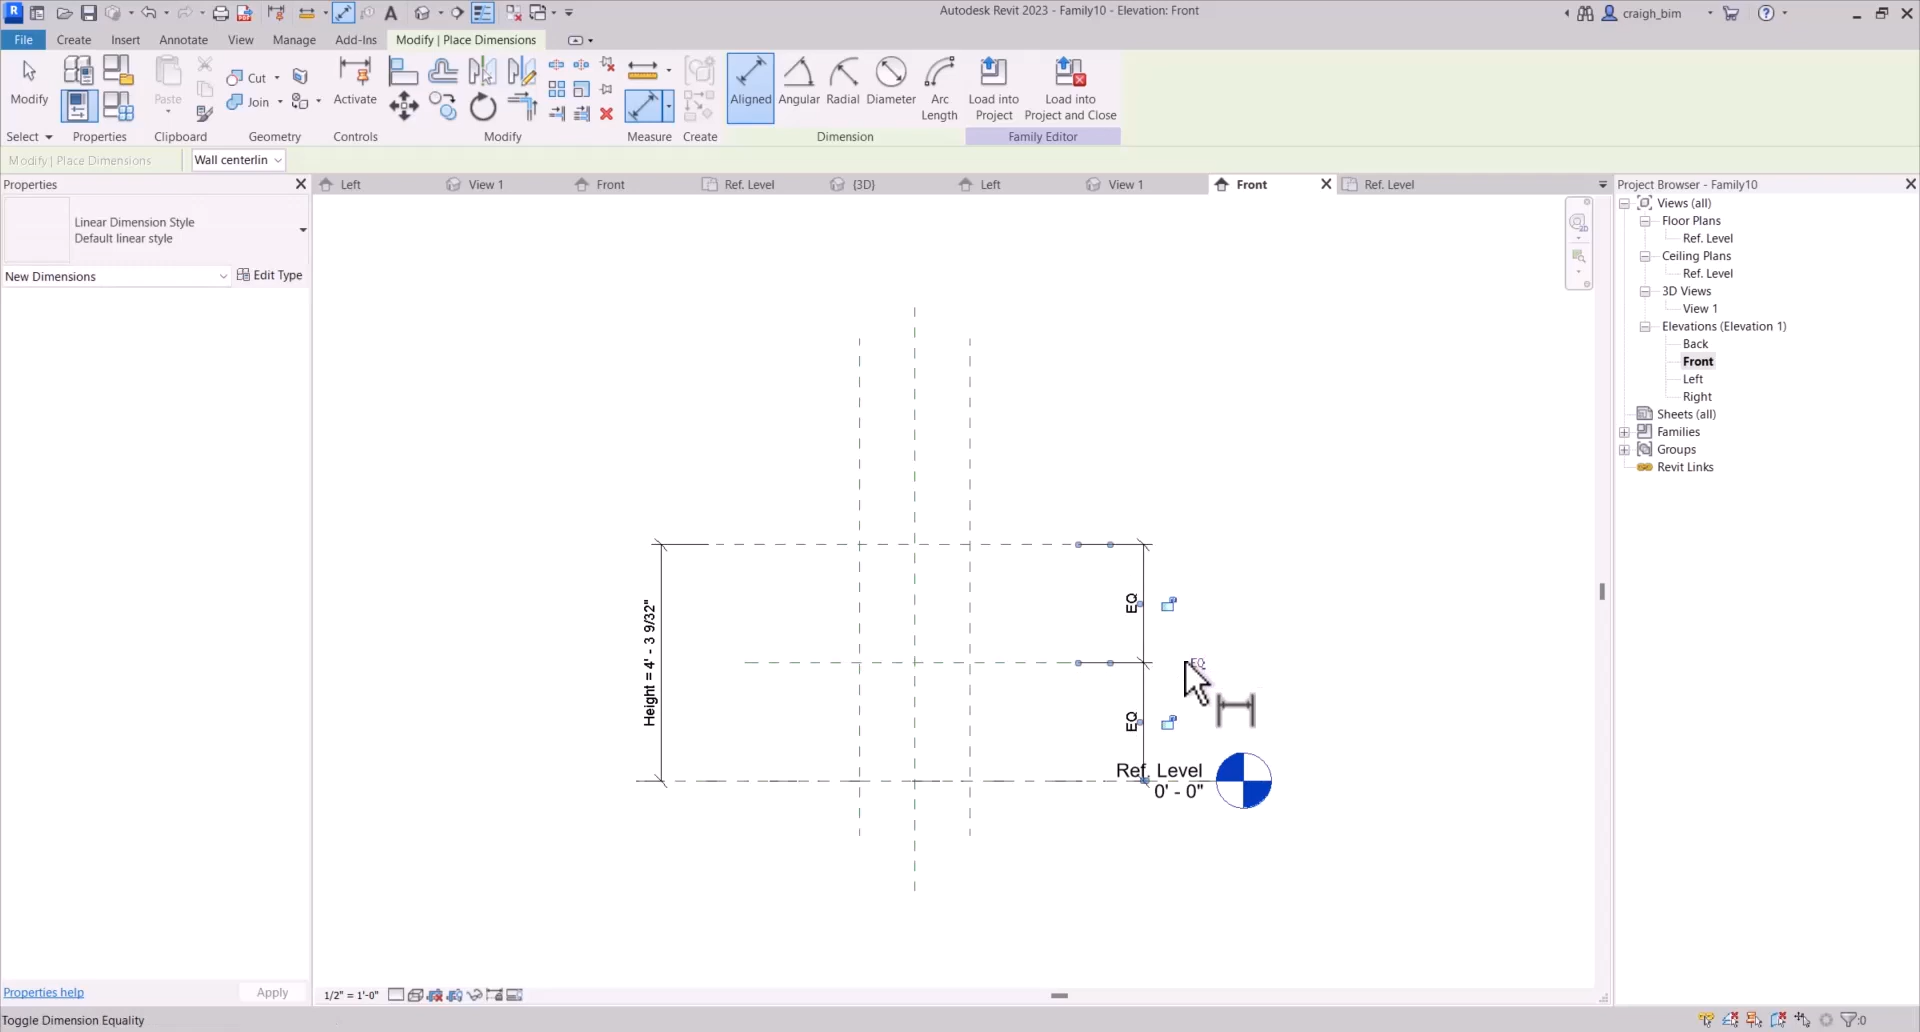 Autodesk Revit 2023 - Family10 - Elevation: Front
craigh_bim
File Create Insert Annotate View Manage Add-Ins Modify | Place Dimensions
Modify
Paste
Cut
Join
Activate
Aligned Angular Radial Diameter Arc Length
Load into Project
Load into Project and Close
Select Properties Clipboard Geometry Controls Modify Measure Create Dimension Family Editor
Modify | Place Dimensions Wall centerlin
Properties
Left View 1 Front Ref. Level {3D} Left View 1 Front Ref. Level
Project Browser - Family10
Linear Dimension Style
Default linear style
New Dimensions Edit Type
Views (all)
Floor Plans
Ref. Level
Ceiling Plans
Ref. Level
3D Views
View 1
Elevations (Elevation 1)
Back
Front
Left
Right
Sheets (all)
Families
Groups
Revit Links
Height = 4' - 3 9/32"
EQ
EQ
EQ
Ref. Level
0' - 0"
Properties help Apply
1/2" = 1'-0"
Toggle Dimension Equality
:0